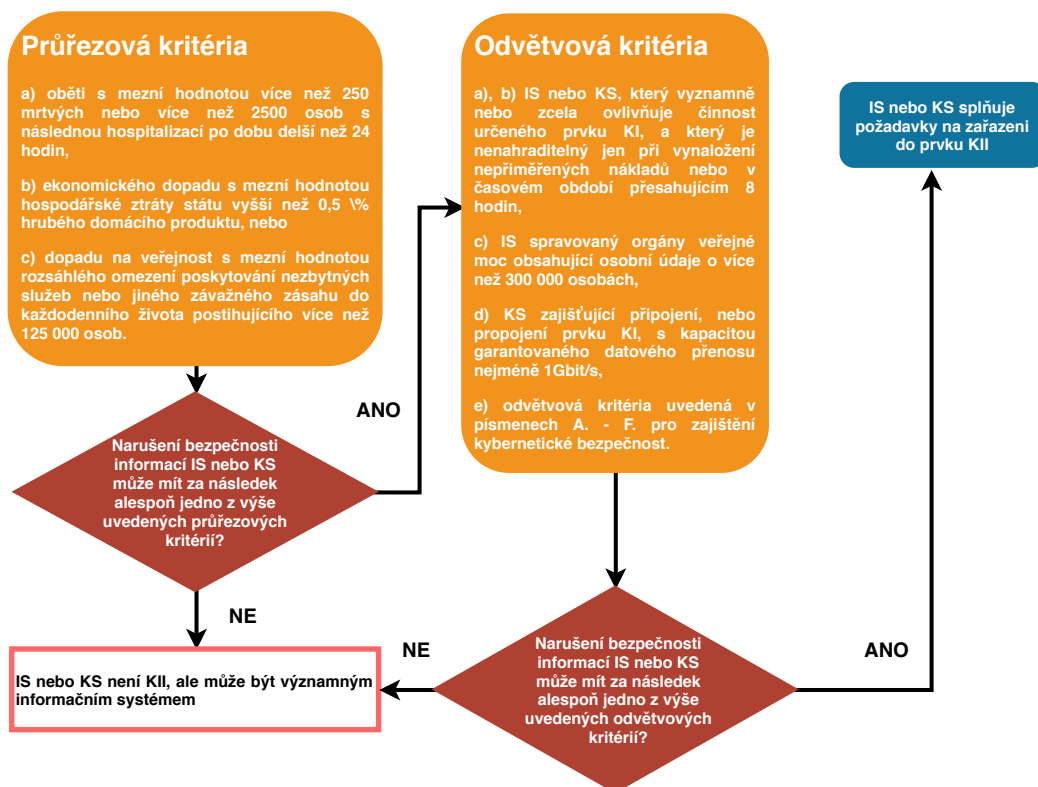 Průřezová kritéria
a) oběti s mezní hodnotou více než 250
mrtvých nebo více než 2500 osob s
následnou hospitalizací po dobu delší než 24
hodin,
b) ekonomického dopadu s mezní hodnotou
hospodářské ztráty státu vyšší než 0,5 \%
hrubého domácího produktu, nebo
c) dopadu na veřejnost s mezní hodnotou
rozsáhlého omezení poskytování nezbytných
služeb nebo jiného závažného zásahu do
každodenního života postihujícího více než
125 000 osob.
Narušení bezpečnosti
informací IS nebo KS
může mít za následek
alespoň jedno z výše
uvedených průřezových
kritérií?
ANO
NE
IS nebo KS není KII, ale může být významným
informačním systémem
Odvětvová kritéria
a), b) IS nebo KS, který vyznamně
nebo zcela ovlivňuje činnost
určeného prvku KI, a který je
nenahraditelný jen při vynaložení
nepřiměřených nákladů nebo v
časovém období přesahujícím 8
hodin,
c) IS spravovaný orgány veřejné
moc obsahující osobní údaje o více
než 300 000 osobách,
d) KS zajišťující připojení, nebo
propojení prvku KI, s kapacitou
garantovaného datového přenosu
nejméně 1Gbit/s,
e) odvětvová kritéria uvedená v
písmenech A. - F. pro zajištění
kybernetické bezpečnost.
Narušení bezpečnosti
informací IS nebo KS
může mít za následek
alespoň jedno z výše
uvedených odvětvových
kritérií?
NE
ANO
IS nebo KS splňuje
požadavky na zařazeni
do prvku KII